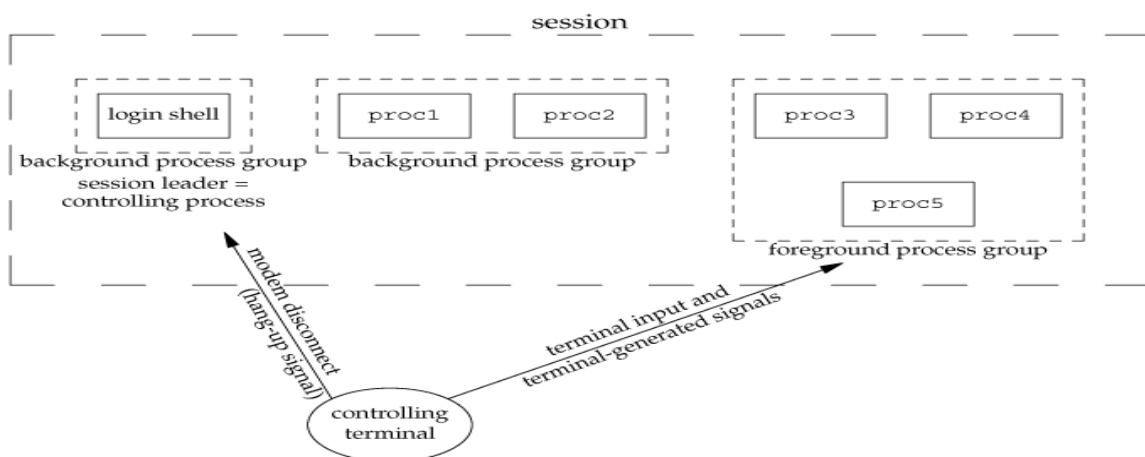 session
login shell
proc1
proc2
proc3
proc4
background process group
session leader =
controlling process
background process group
proc5
foreground process group
modem disconnect
(hang-up signal)
terminal input and
terminal-generated signals
controlling
terminal